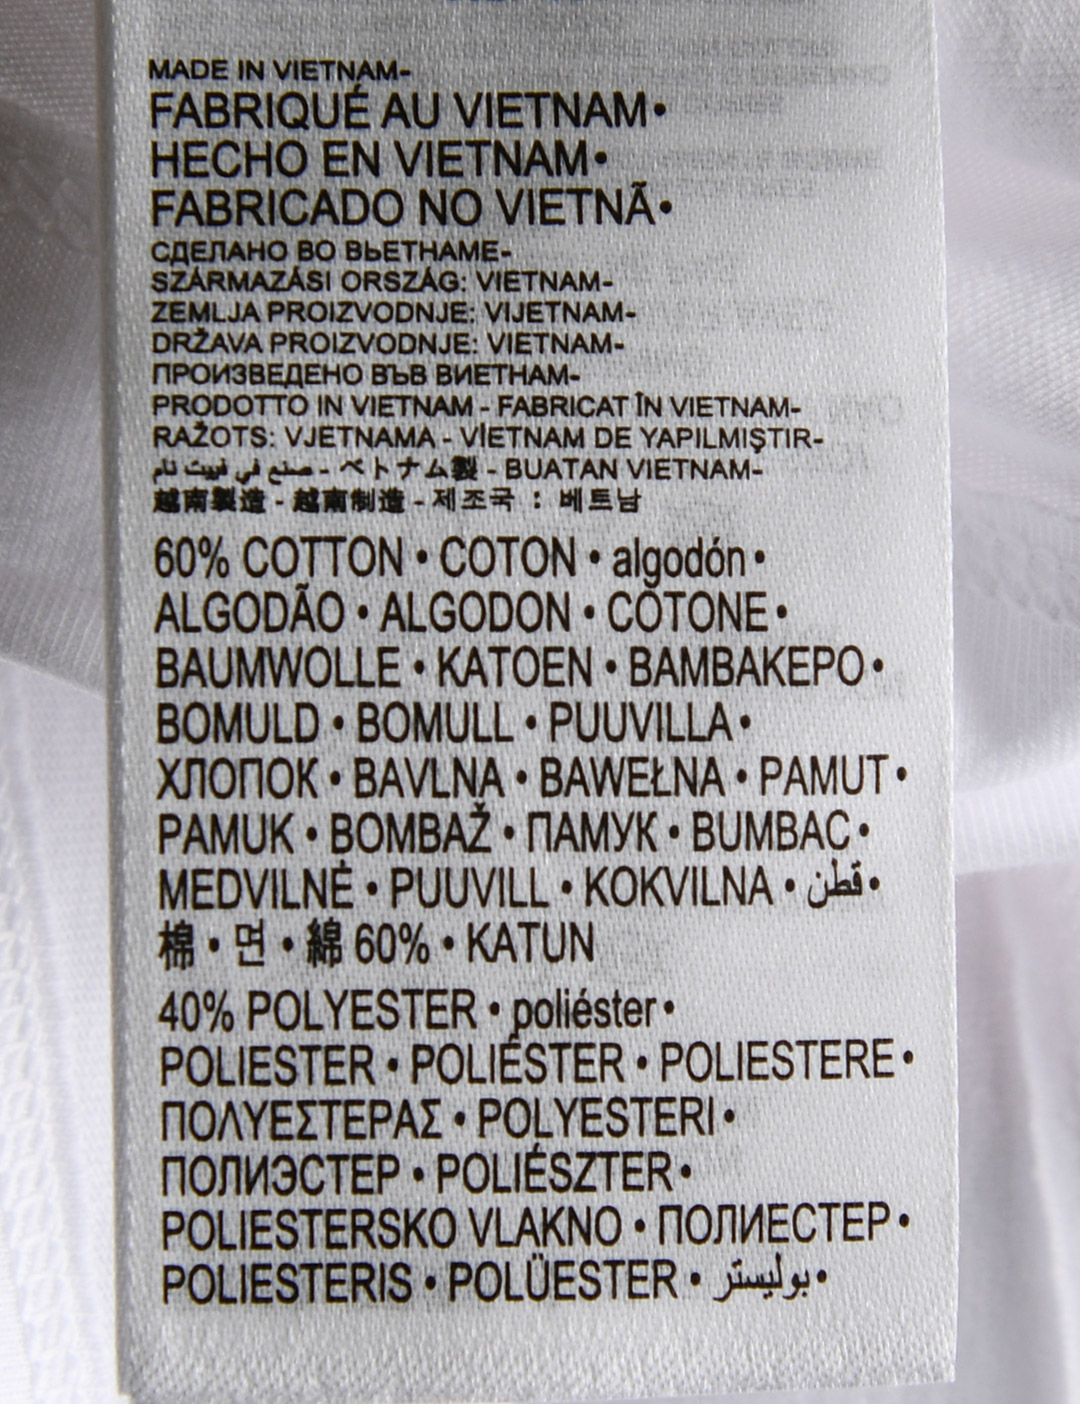 MADE IN VIETNAM-
FABRIQUÉ AU VIETNAM•
HECHO EN VIETNAM•
FABRICADO NO VIETNÃ•
СДЕЛАНО ВО ВЬЕТНАМЕ-
SZÁRMAZÁSI ORSZÁG: VIETNAM-
ZEMLJA PROIZVODNJE: VIJETNAM-
DRŽAVA PROIZVODNJE: VIETNAM-
ПРОИЗВЕДЕНО ВЪВ ВИЕТНАМ-
PRODOTTO IN VIETNAM - FABRICAT ÎN VIETNAM-
RAŽOTS: VJETNAMA - VİETNAM DE YAPILMIŞTIR-
صنع في فييت نام - ベトナム製 - BUATAN VIETNAM-
越南製造 - 越南制造 - 제조국 : 베트남
60% COTTON • COTON • algodón •
ALGODÃO • ALGODON • COTONE •
BAUMWOLLE • KATOEN • ΒΑΜΒΑΚΕΡΟ •
BOMULD • BOMULL • PUUVILLA •
ХЛОПОК • BAVLNA • BAWEŁNA • PAMUT •
PAMUK • BOMBAŽ • ПАМУК • BUMBAC •
MEDVILNĖ • PUUVILL • KOKVILNA • قطن •
棉 • 면 • 綿 60% • KATUN
40% POLYESTER • poliéster •
POLIESTER • POLIÉSTER • POLIESTERE •
ΠΟΛΥΕΣΤΕΡΑΣ • POLYESTERI •
ПОЛИЭСТЕР • POLIÉSZTER •
POLIESTERSKO VLAKNO • ПОЛИЕСТЕР •
POLIESTERIS • POLÜESTER • بوليستر •